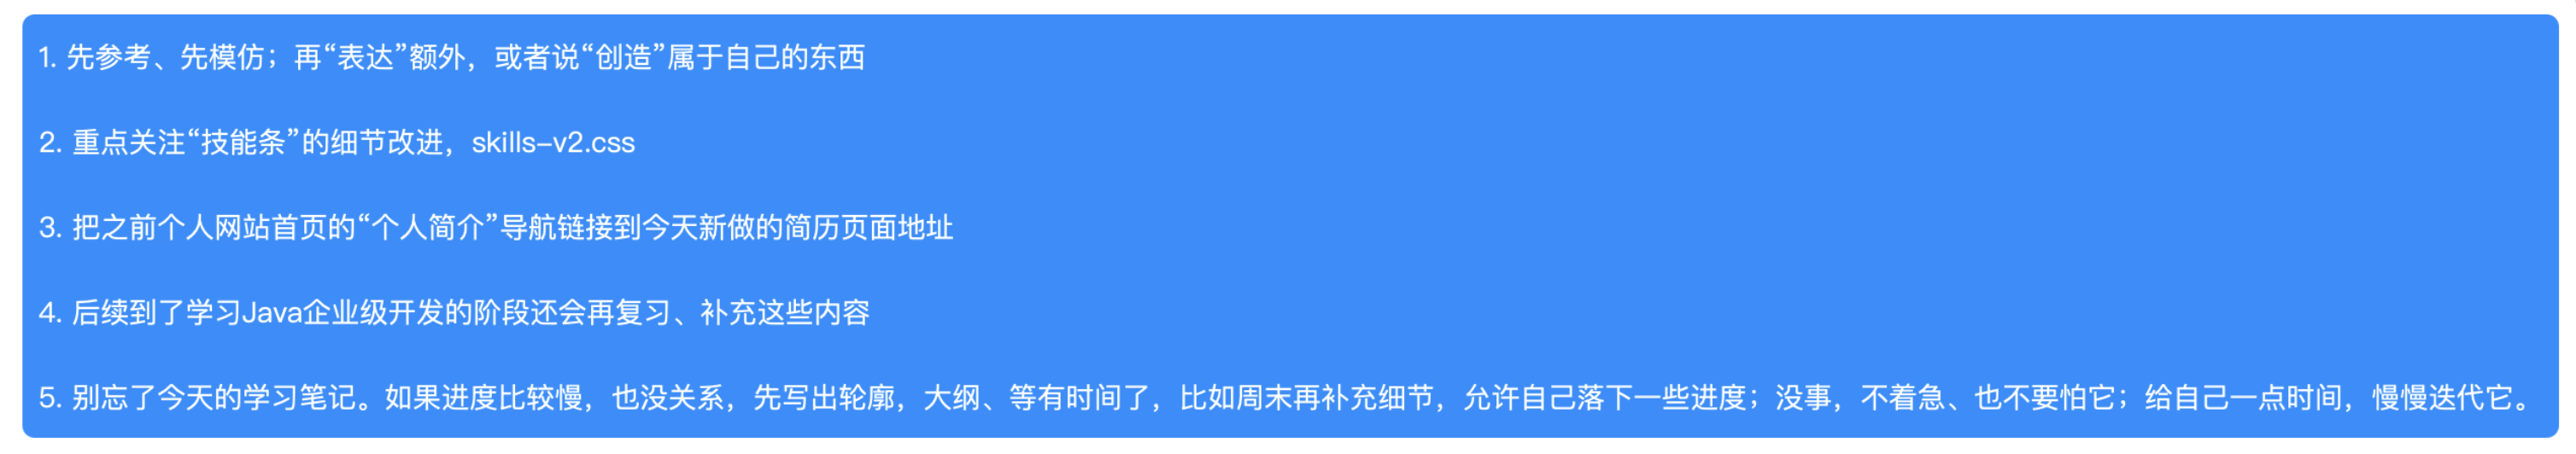 1. 先参考、先模仿；再“表达”额外，或者说“创造”属于自己的东西
2. 重点关注“技能条”的细节改进，skills-v2.css
3. 把之前个人网站首页的“个人简介”导航链接到今天新做的简历页面地址
4. 后续到了学习Java企业级开发的阶段还会再复习、补充这些内容
5. 别忘了今天的学习笔记。如果进度比较慢，也没关系，先写出轮廓，大纲、等有时间了，比如周末再补充细节，允许自己落下一些进度；没事，不着急、也不要怕它；给自己一点时间，慢慢迭代它。